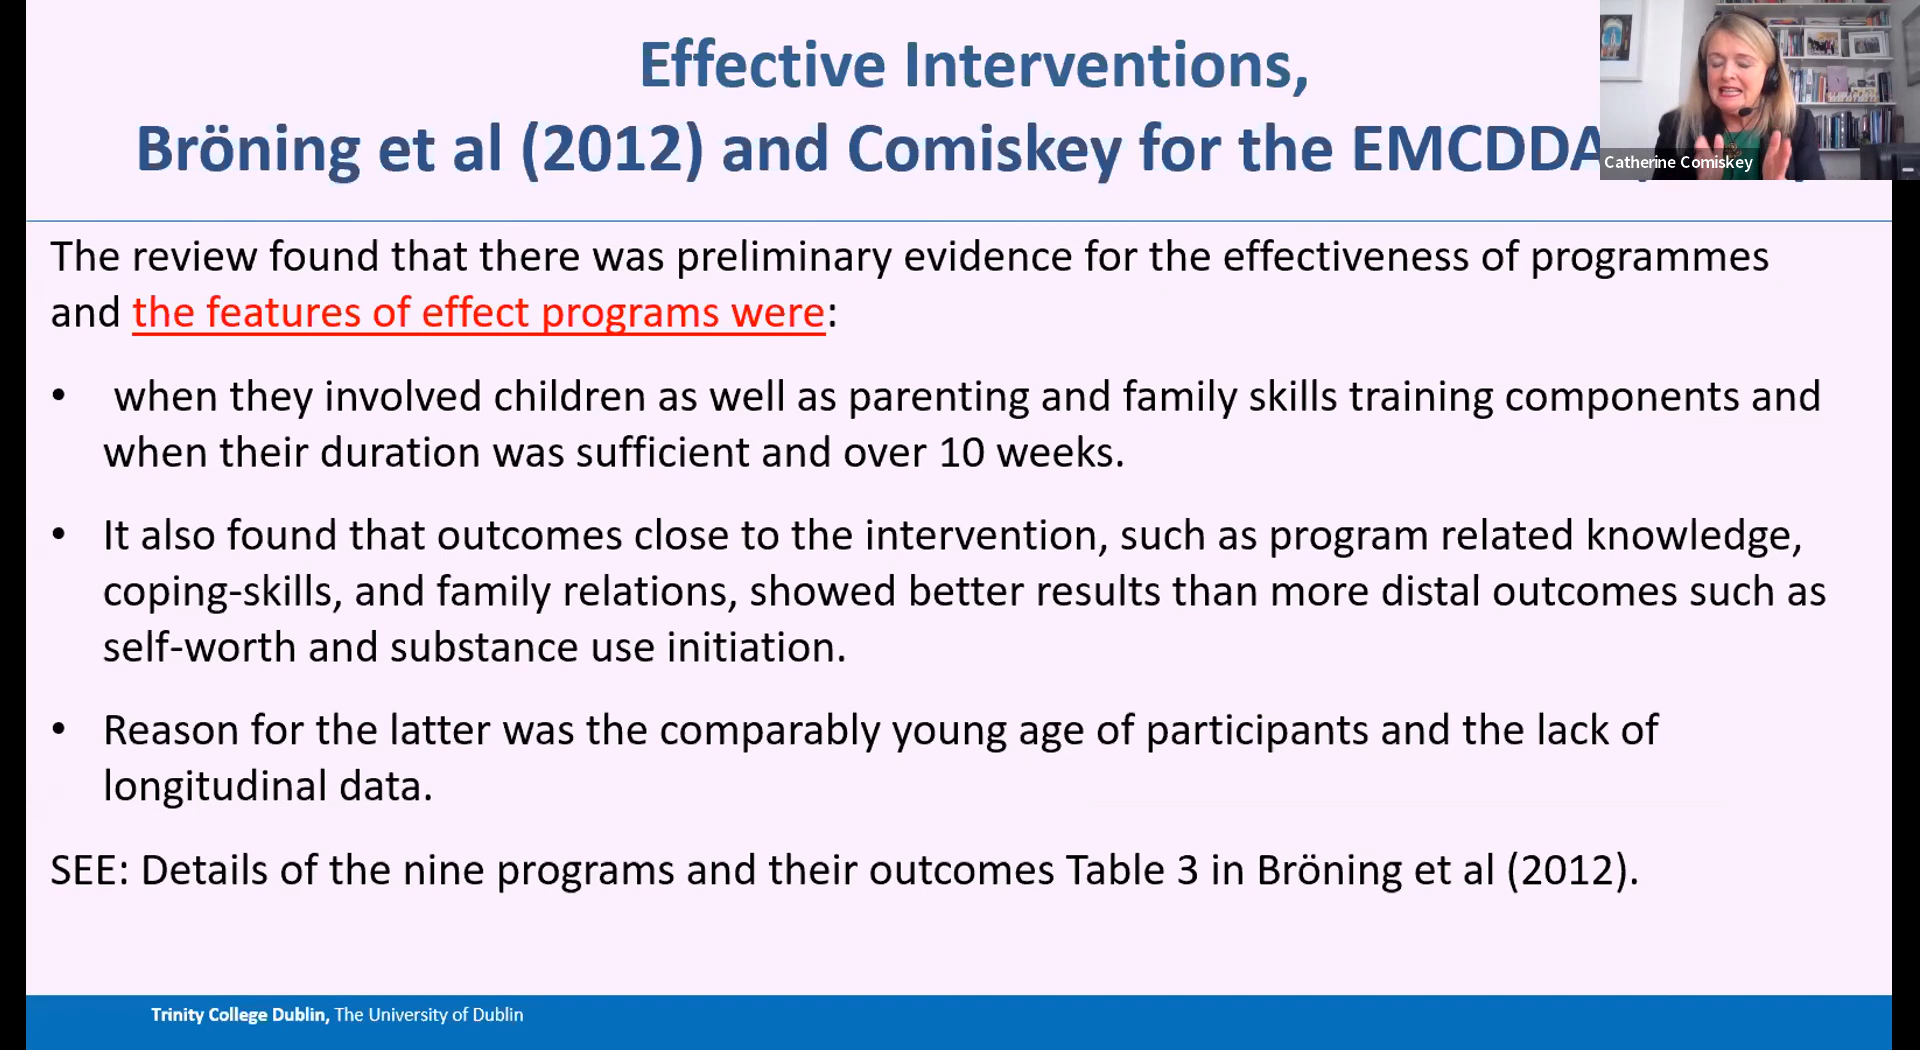 Effective Interventions,
Bröning et al (2012) and Comiskey for the EMCDDA
Catherine Comiskey
The review found that there was preliminary evidence for the effectiveness of programmes
and the features of effect programs were:
• when they involved children as well as parenting and family skills training components and
when their duration was sufficient and over 10 weeks.
• It also found that outcomes close to the intervention, such as program related knowledge,
coping-skills, and family relations, showed better results than more distal outcomes such as
self-worth and substance use initiation.
• Reason for the latter was the comparably young age of participants and the lack of
longitudinal data.
SEE: Details of the nine programs and their outcomes Table 3 in Bröning et al (2012).
Trinity College Dublin, The University of Dublin